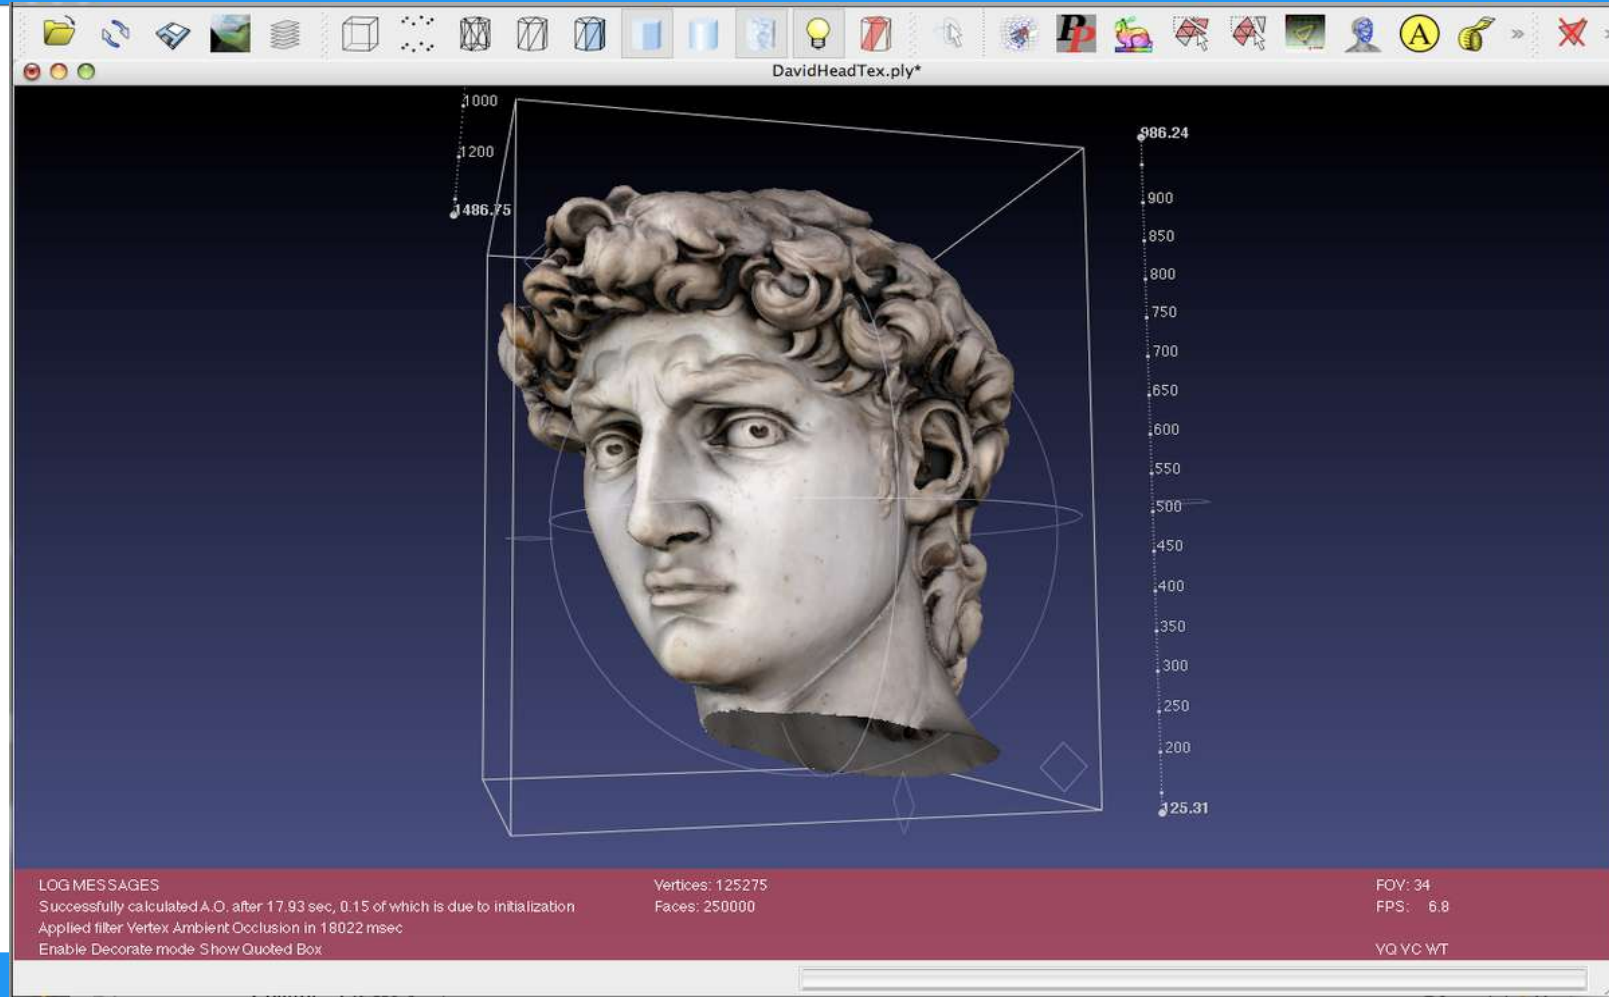 DavidHeadTex.ply*
1000
1200
1486.75
986.24
900
850
800
750
700
650
600
550
500
450
400
350
300
250
200
125.31
LOG MESSAGES
Successfully calculated A.O. after 17.93 sec, 0.15 of which is due to initialization
Applied filter Vertex Ambient Occlusion in 18022 msec
Enable Decorate mode Show Quoted Box
Vertices: 125275
Faces: 250000
FOV: 34
FPS: 6.8
VQ VC WT
PP
A